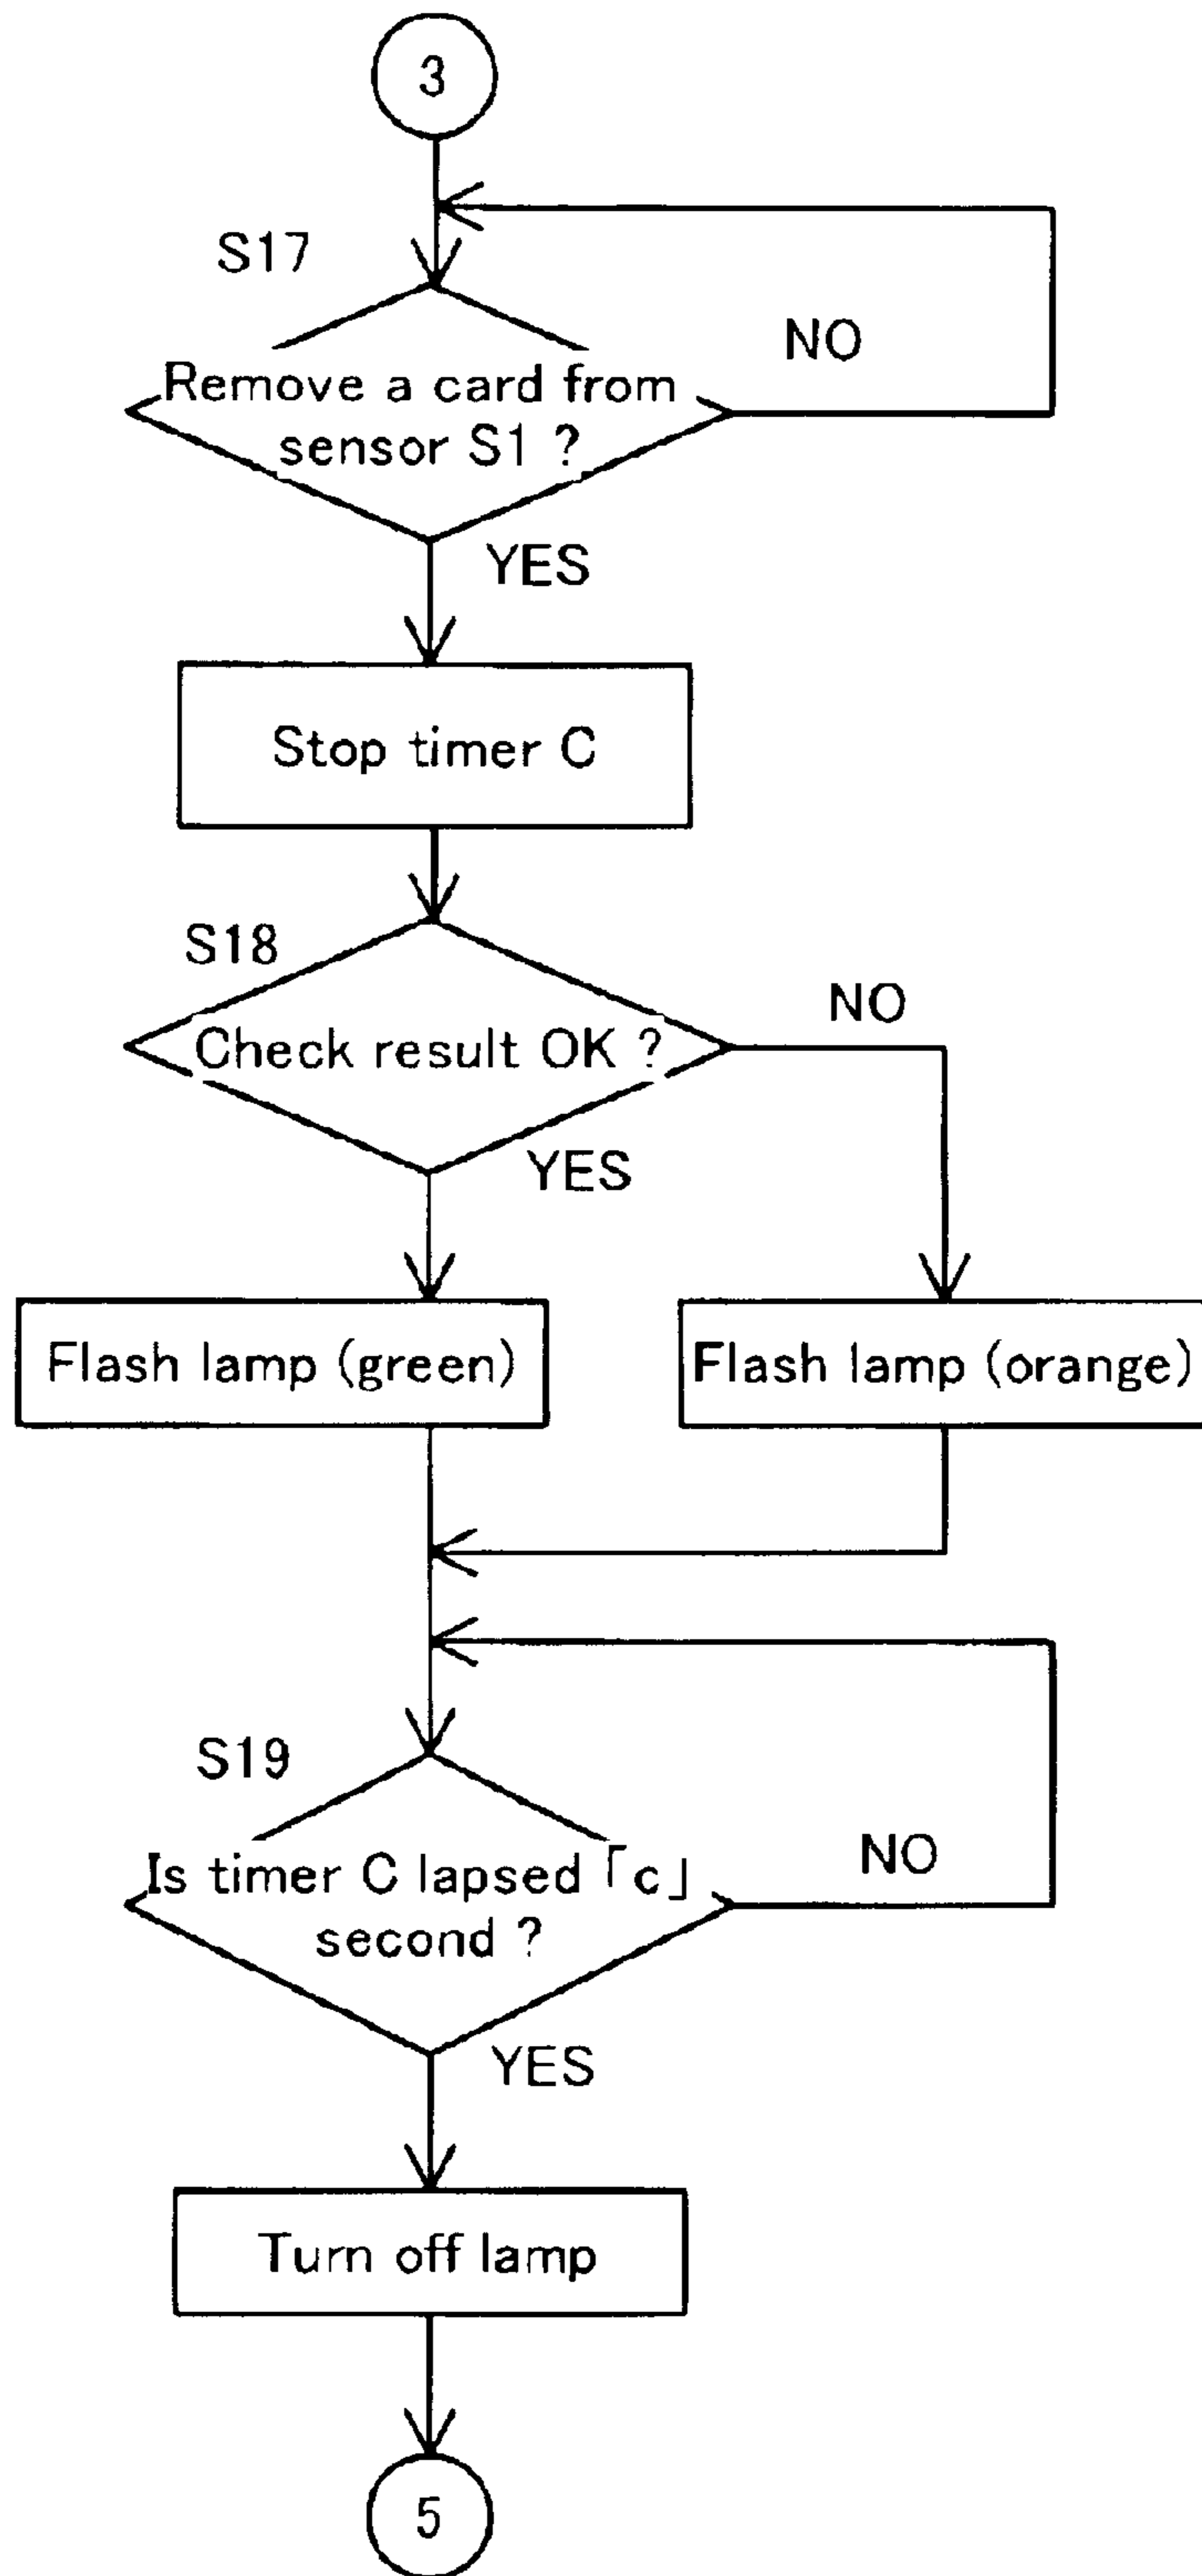 3
S17
NO
Remove a card from
sensor S1 ?
YES
Stop timer C
S18
NO
Check result OK ?
YES
Flash lamp (green)
Flash lamp (orange)
S19
NO
Is timer C lapsed「c」
second ?
YES
Turn off lamp
5